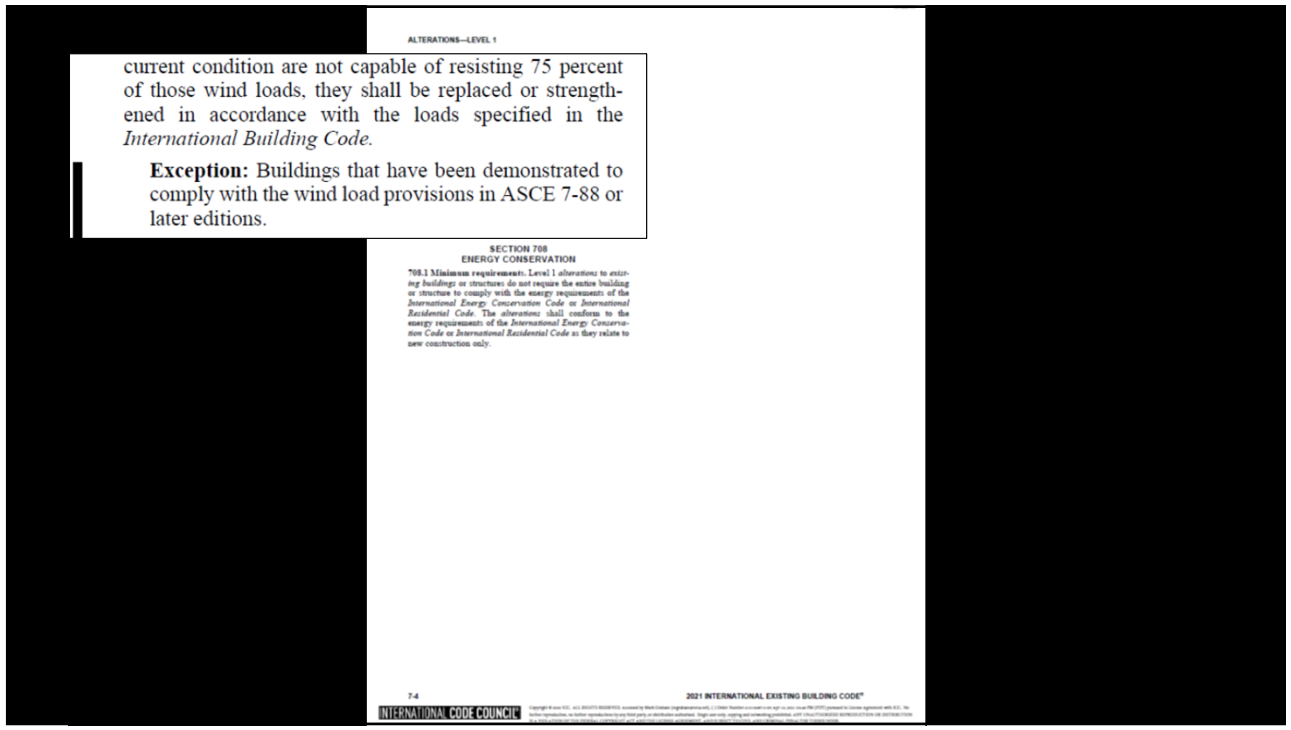 ALTERATIONS—LEVEL 1
current condition are not capable of resisting 75 percent
of those wind loads, they shall be replaced or strength-
ened in accordance with the loads specified in the
International Building Code.
Exception: Buildings that have been demonstrated to
comply with the wind load provisions in ASCE 7-88 or
later editions.
SECTION 708
ENERGY CONSERVATION
708.1 Minimum requirements. Level 1 alterations to exist-
ing buildings or structures do not require the entire building
or structure to comply with the energy requirements of the
International Energy Conservation Code or International
Residential Code. The alterations shall conform to the
energy requirements of the International Energy Conserva-
tion Code or International Residential Code as they relate to
new construction only.
7-4
2021 INTERNATIONAL EXISTING BUILDING CODE®
INTERNATIONAL CODE COUNCIL®